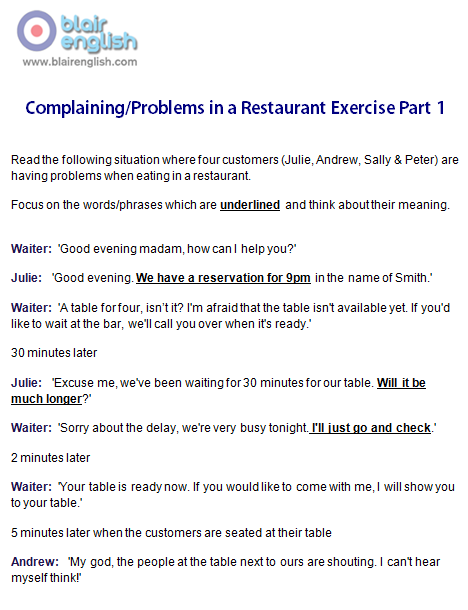 blair
english
www.blairenglish.com
Complaining/Problems in a Restaurant Exercise Part 1
Read the following situation where four customers (Julie, Andrew, Sally & Peter) are
having problems when eating in a restaurant.
Focus on the words/phrases which are underlined and think about their meaning.
Waiter: 'Good evening madam, how can I help you?'
Julie: 'Good evening. We have a reservation for 9pm in the name of Smith.'
Waiter: 'A table for four, isn’t it? I'm afraid that the table isn't available yet. If you'd
like to wait at the bar, we'll call you over when it's ready.'
30 minutes later
Julie: 'Excuse me, we've been waiting for 30 minutes for our table. Will it be
much longer?'
Waiter: 'Sorry about the delay, we're very busy tonight. I'll just go and check.'
2 minutes later
Waiter: 'Your table is ready now. If you would like to come with me, I will show you
to your table.'
5 minutes later when the customers are seated at their table
Andrew: 'My god, the people at the table next to ours are shouting. I can't hear
myself think!'